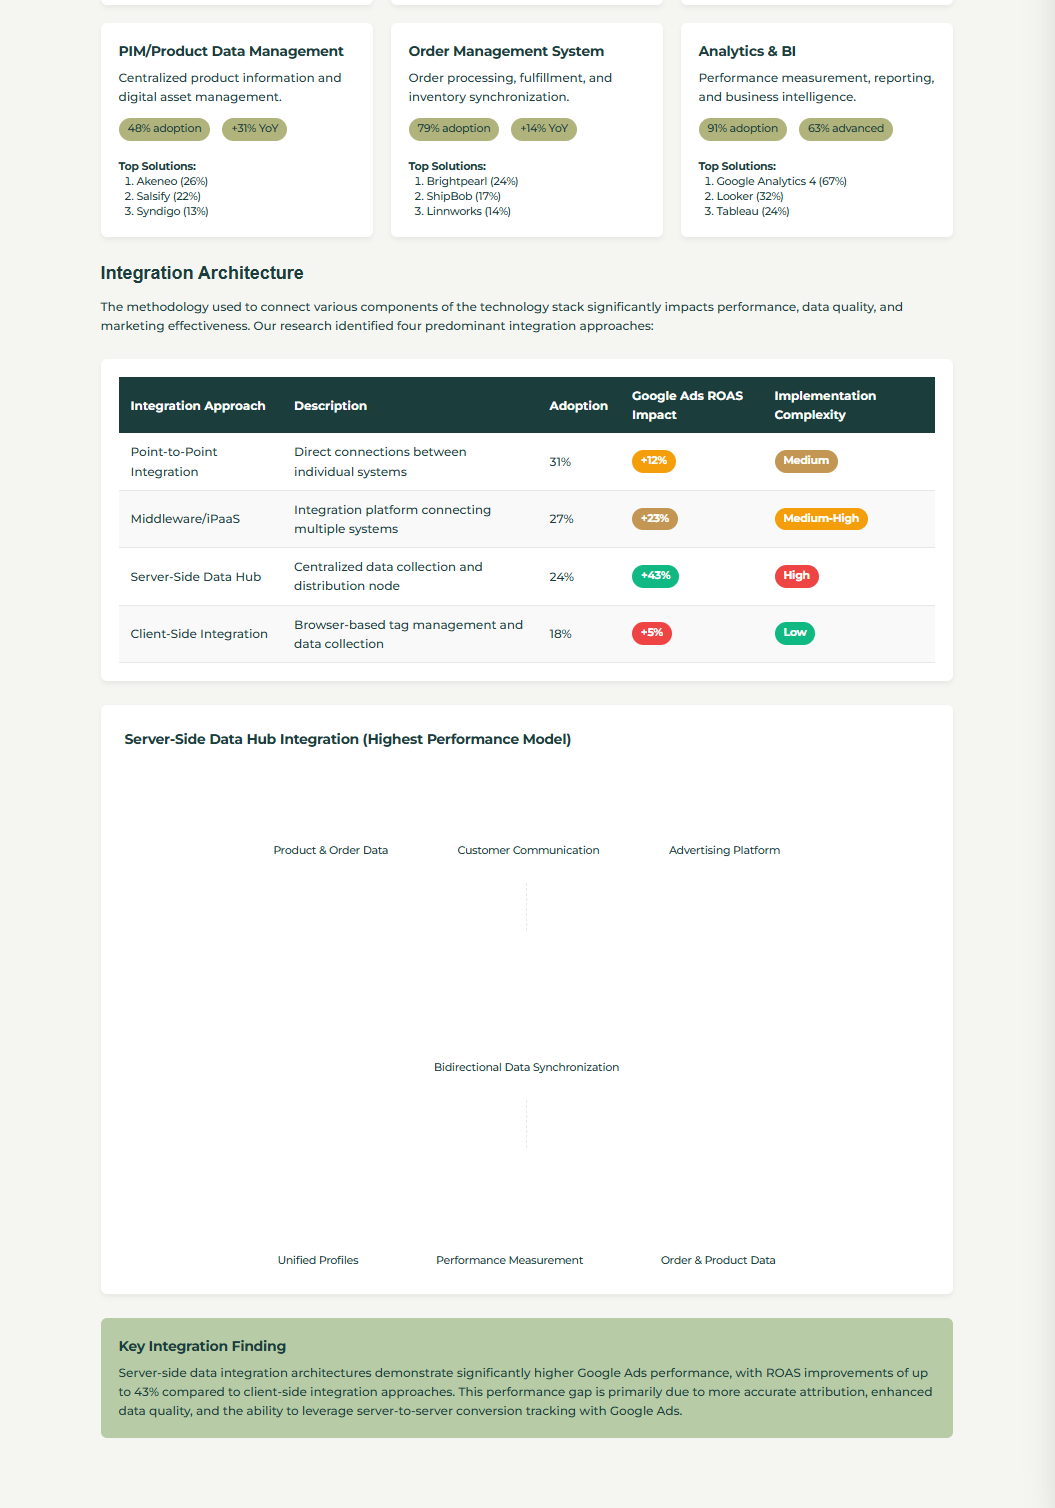 PIM/Product Data Management
Centralized product information and
digital asset management.
48% adoption
+31% YoY
Top Solutions:
1. Akeneo (26%)
2. Salsify (22%)
3. Syndigo (13%)
Order Management System
Order processing, fulfillment, and
inventory synchronization.
79% adoption
+14% YoY
Top Solutions:
1. Brightpearl (24%)
2. ShipBob (17%)
3. Linnworks (14%)
Analytics & BI
Performance measurement, reporting,
and business intelligence.
91% adoption
63% advanced
Top Solutions:
1. Google Analytics 4 (67%)
2. Looker (32%)
3. Tableau (24%)
Integration Architecture
The methodology used to connect various components of the technology stack significantly impacts performance, data quality, and
marketing effectiveness. Our research identified four predominant integration approaches:
Integration Approach
Description
Adoption
Google Ads ROAS
Impact
Implementation
Complexity
Point-to-Point
Integration
Direct connections between
individual systems
31%
+12%
Medium
Middleware/iPaaS
Integration platform connecting
multiple systems
27%
+23%
Medium-High
Server-Side Data Hub
Centralized data collection and
distribution node
24%
+43%
High
Client-Side Integration
Browser-based tag management and
data collection
18%
+5%
Low
Server-Side Data Hub Integration (Highest Performance Model)
Product & Order Data
Customer Communication
Advertising Platform
Bidirectional Data Synchronization
Unified Profiles
Performance Measurement
Order & Product Data
Key Integration Finding
Server-side data integration architectures demonstrate significantly higher Google Ads performance, with ROAS improvements of up
to 43% compared to client-side integration approaches. This performance gap is primarily due to more accurate attribution, enhanced
data quality, and the ability to leverage server-to-server conversion tracking with Google Ads.